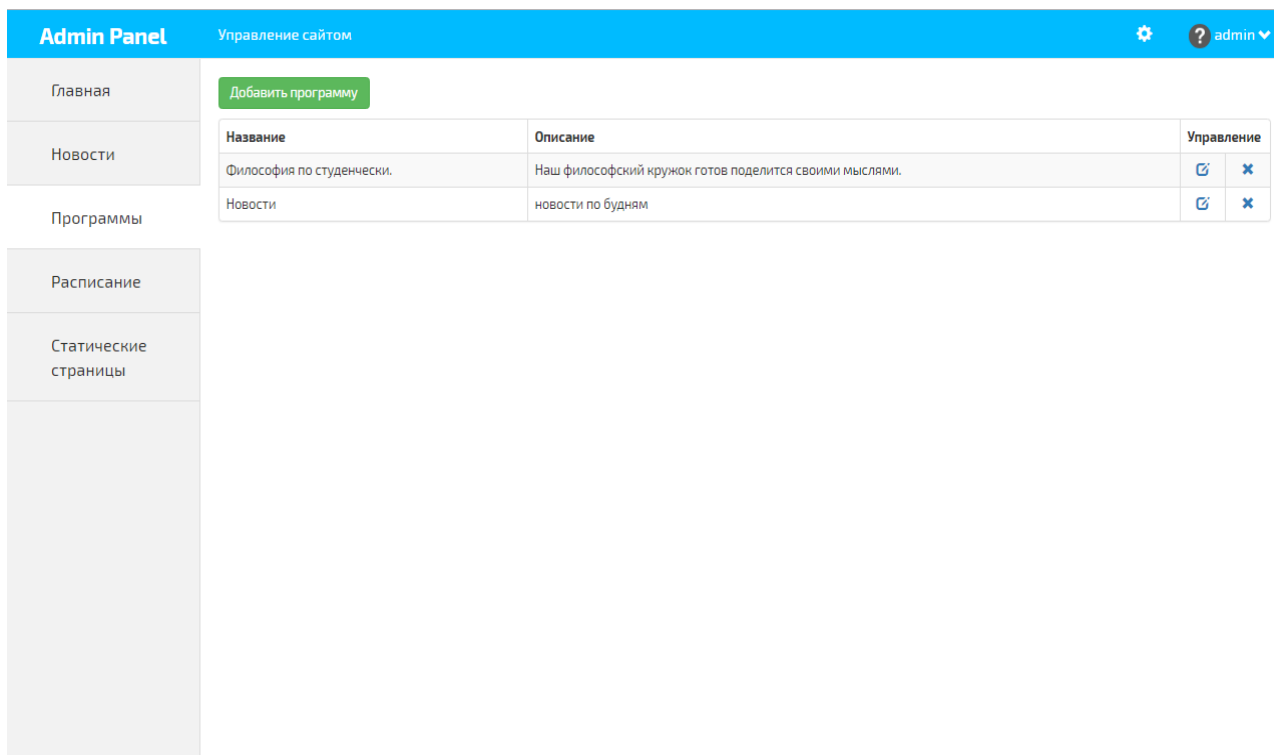 Admin Panel
Управление сайтом
? admin
Главная
Новости
Программы
Расписание
Статические
страницы
Добавить программу
Название Описание Управление
Философия по студенчески. Наш философский кружок готов поделится своими мыслями.
Новости новости по будням